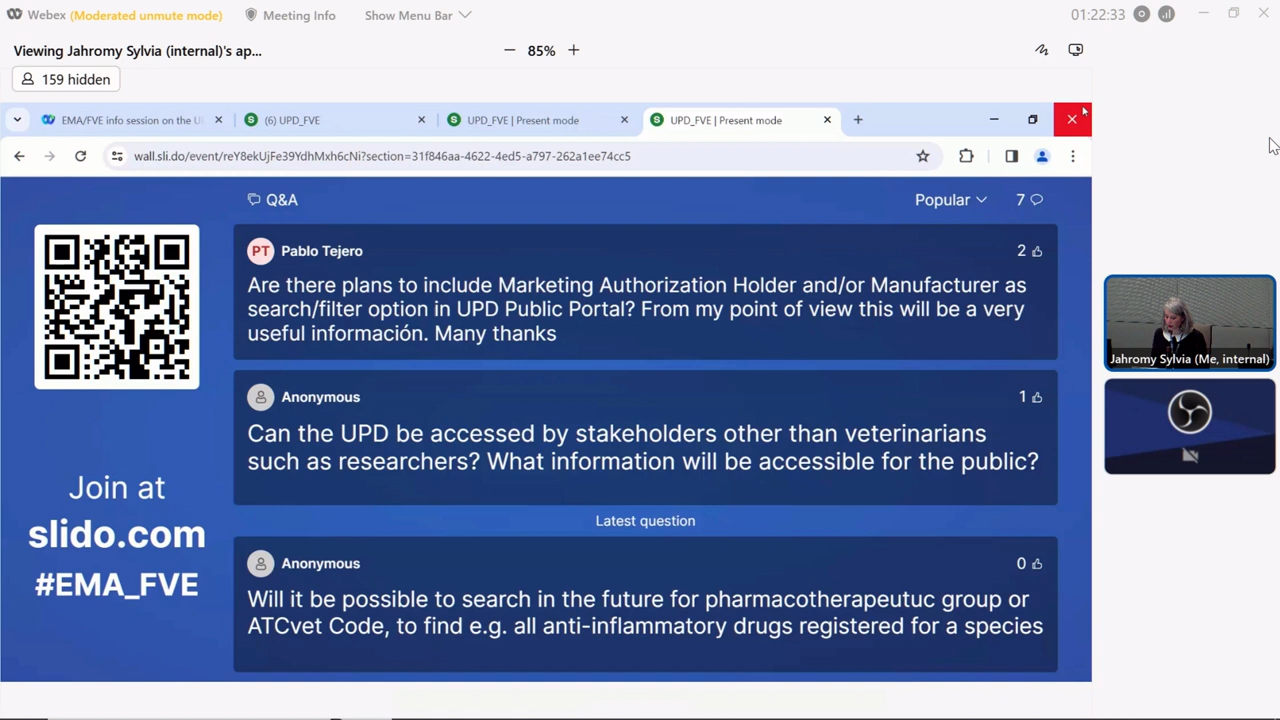 Webex (Moderated unmute mode) Meeting Info Show Menu Bar 01:22:33
Viewing Jahromy Sylvia (internal)'s ap... 85%
159 hidden
EMA/FVE info session on the U (6) UPD_FVE UPD_FVE | Present mode UPD_FVE | Present mode
wall.sli.do/event/reY8ekUjFe39YdhMxh6cNi?section=31f846aa-4622-4ed5-a797-262a1ee74cc5
Q&A Popular 7
PT Pablo Tejero 2
Are there plans to include Marketing Authorization Holder and/or Manufacturer as
search/filter option in UPD Public Portal? From my point of view this will be a very
useful información. Many thanks
Anonymous 1
Can the UPD be accessed by stakeholders other than veterinarians
such as researchers? What information will be accessible for the public?
Latest question
Anonymous 0
Will it be possible to search in the future for pharmacotherapeutuc group or
ATCvet Code, to find e.g. all anti-inflammatory drugs registered for a species
Join at
slido.com
#EMA_FVE
Jahromy Sylvia (Me, internal)